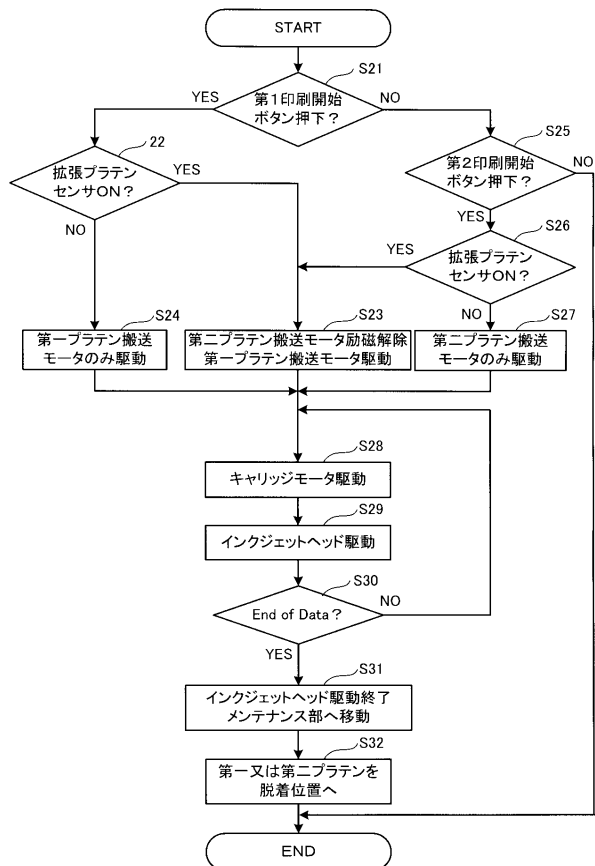 START
S21
第1印刷開始
ボタン押下？
YES
NO
22
拡張プラテン
センサON？
YES
NO
S25
第2印刷開始
ボタン押下？
NO
YES
S26
拡張プラテン
センサON？
YES
NO
S24
第一プラテン搬送
モータのみ駆動
S23
第二プラテン搬送モータ励磁解除
第一プラテン搬送モータ駆動
S27
第二プラテン搬送
モータのみ駆動
S28
キャリッジモータ駆動
S29
インクジェットヘッド駆動
S30
End of Data？
NO
YES
S31
インクジェットヘッド駆動終了
メンテナンス部へ移動
S32
第一又は第二プラテンを
脱着位置へ
END